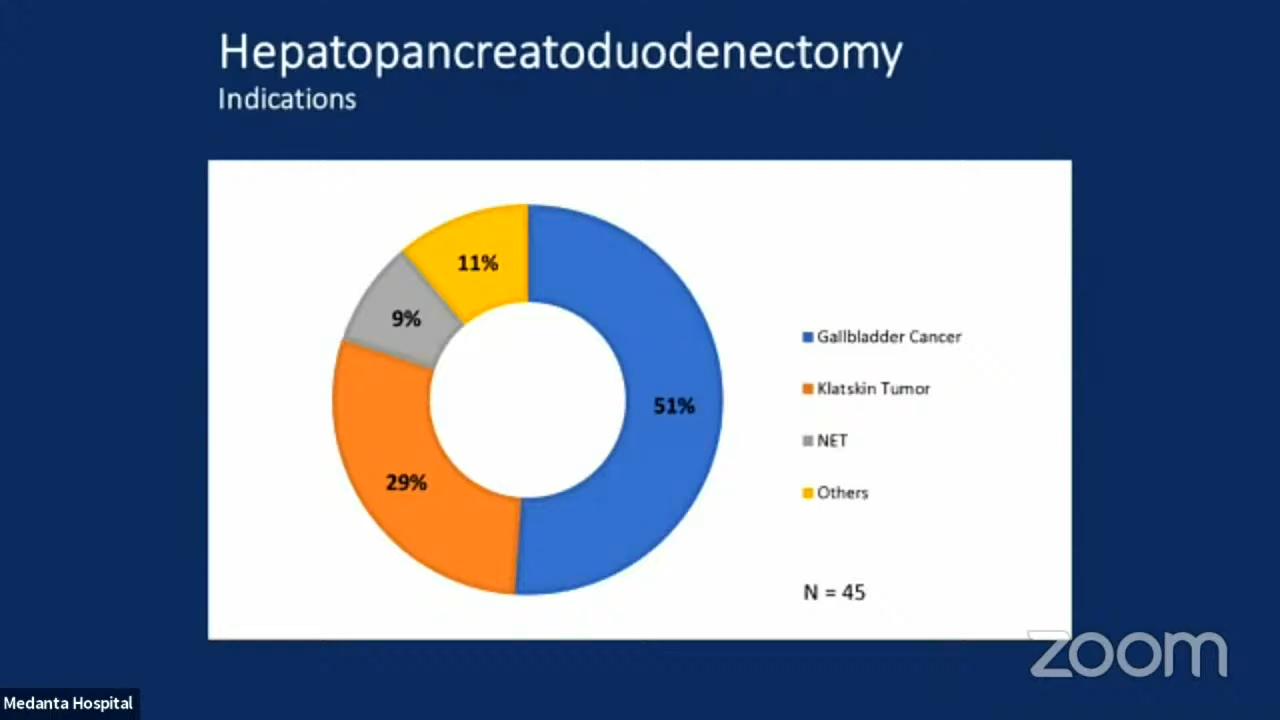 Hepatopancreatoduodenectomy
Indications
11%
9%
51%
29%
Gallbladder Cancer
Klatskin Tumor
NET
Others
N = 45
zoom
Medanta Hospital